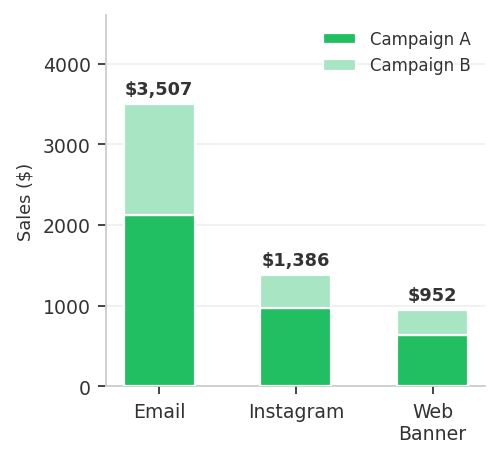 Campaign A
Campaign B
4000
3000
2000
1000
0
Sales ($)
$3,507
$1,386
$952
Email
Instagram
Web
Banner